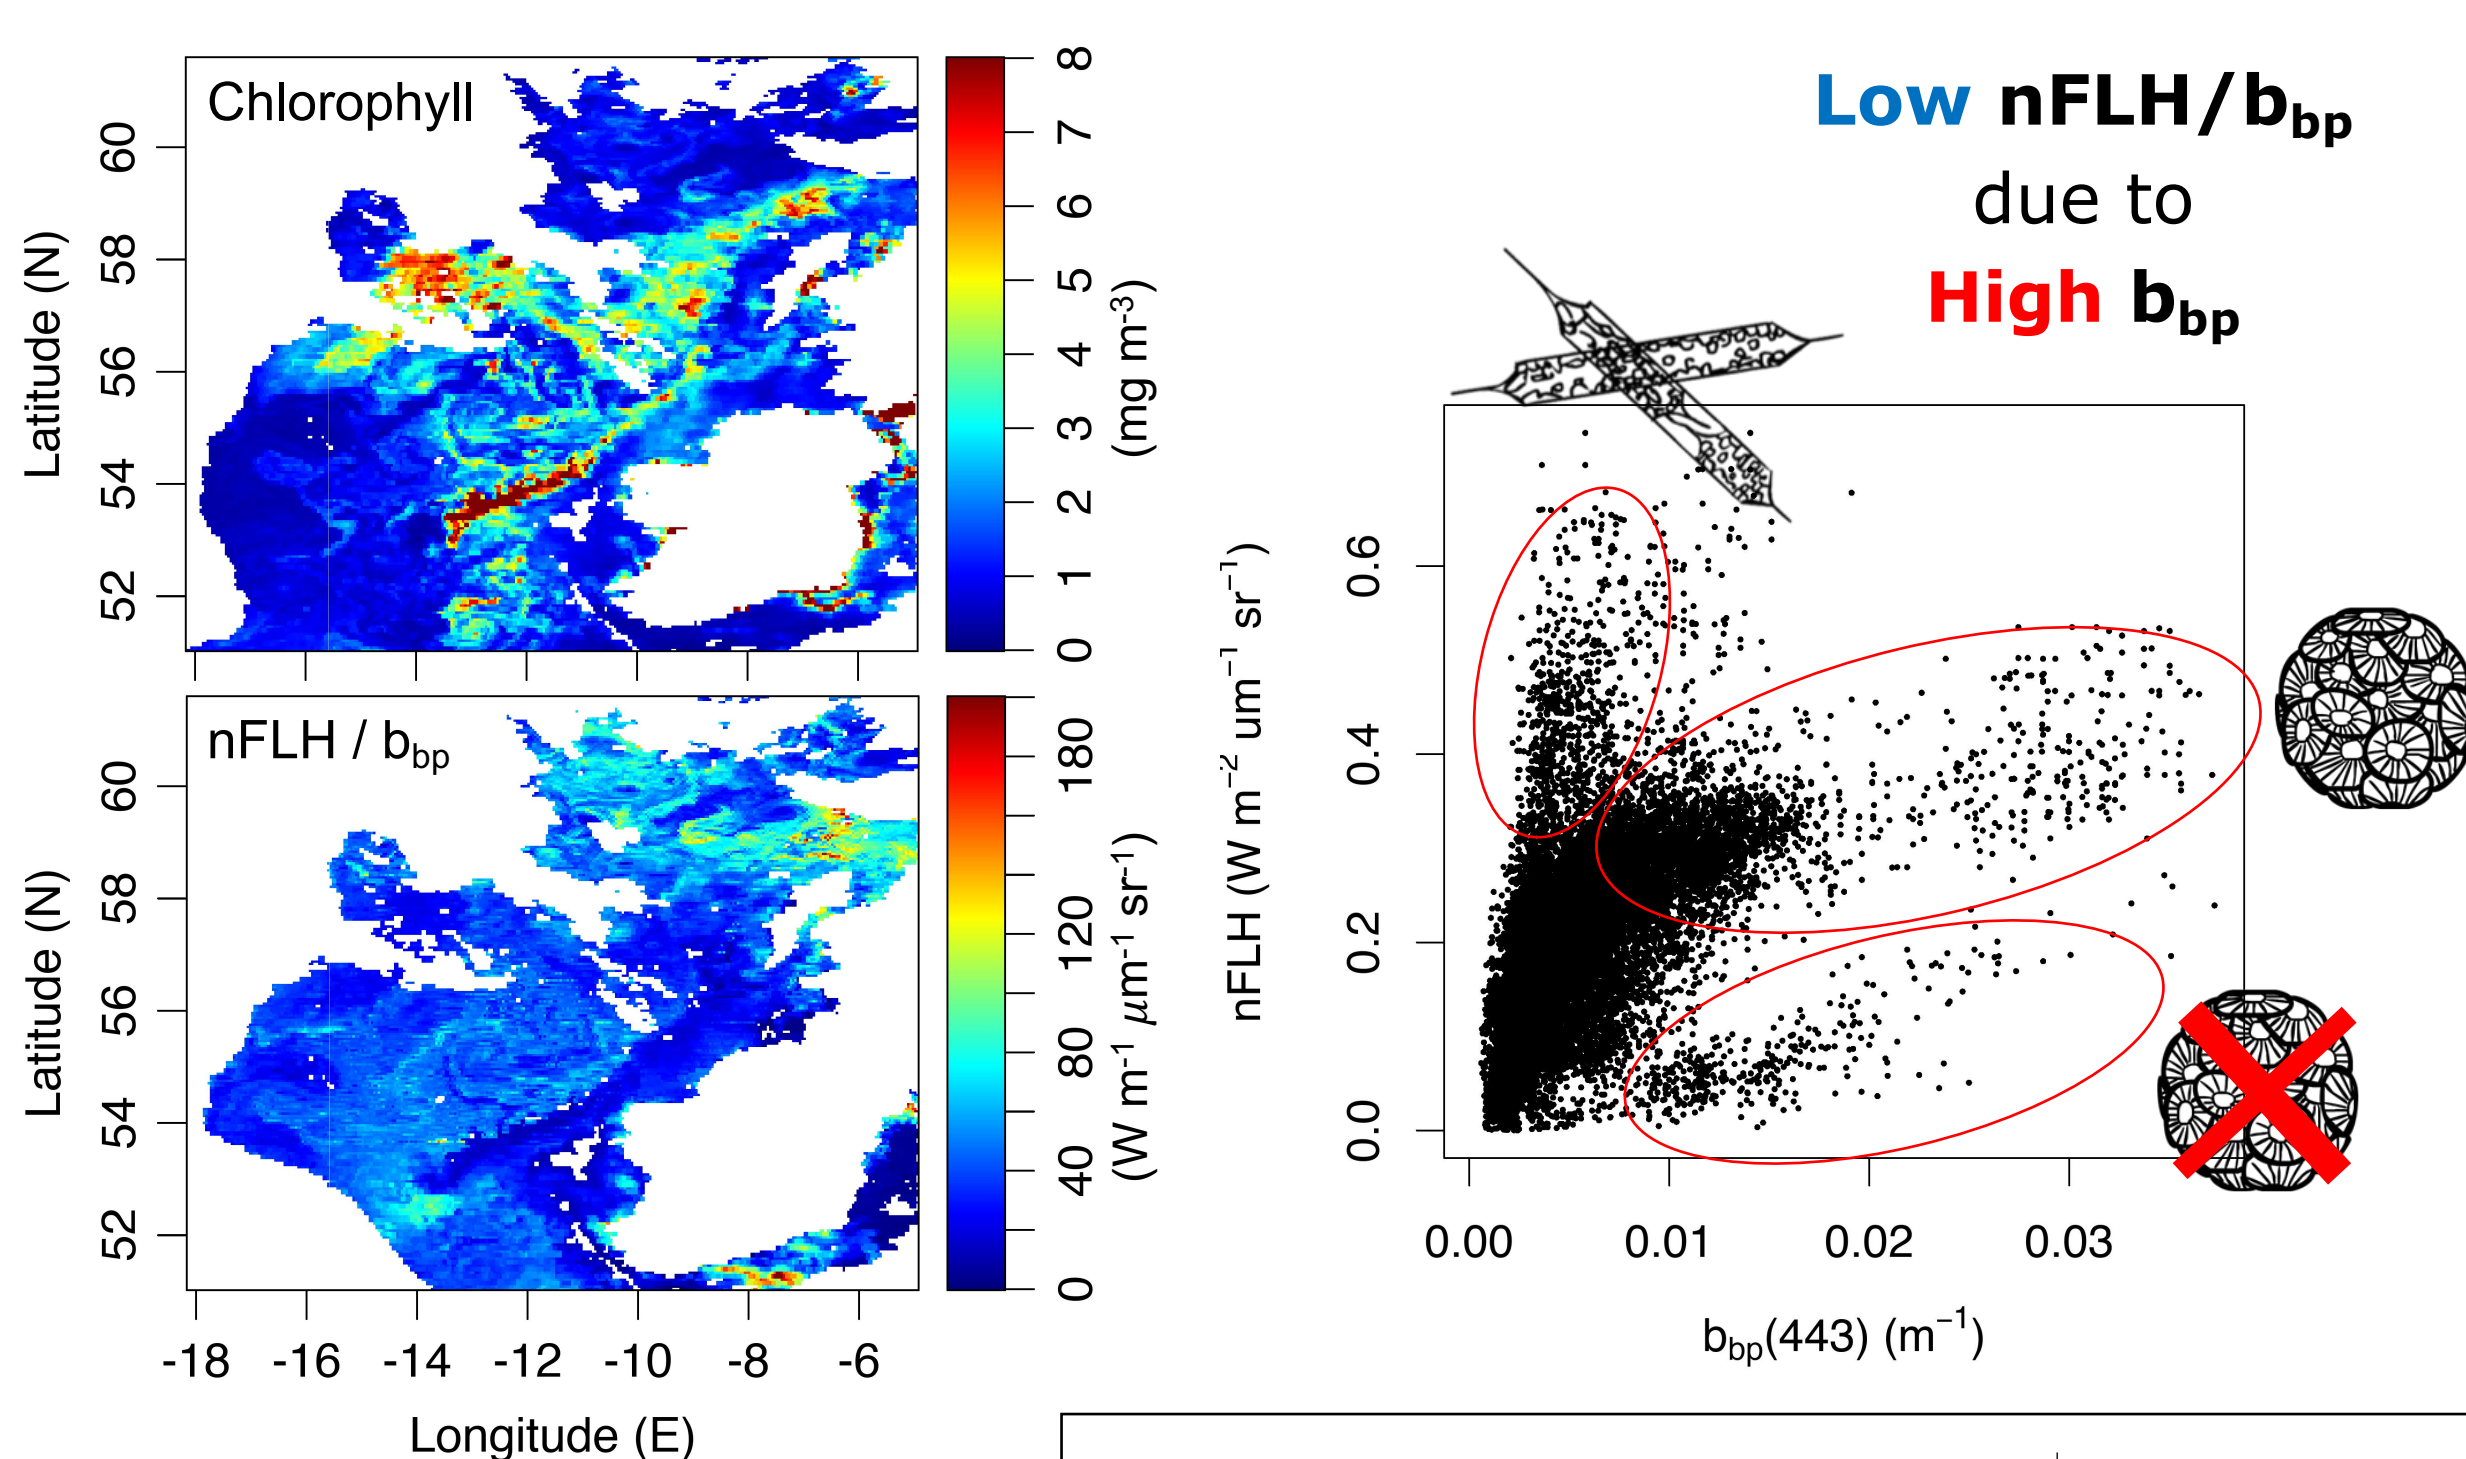 Chlorophyll
Latitude (N)
52 54 56 58 60
0 1 2 3 4 5 6 7 8
(mg m-3)
nFLH / bbp
Latitude (N)
52 54 56 58 60
0 40 80 120 180
(W m-1 μm-1 sr-1)
-18 -16 -14 -12 -10 -8 -6
Longitude (E)
Low nFLH/bbp
due to
High bbp
nFLH (W m−2 um−1 sr−1)
0.0 0.2 0.4 0.6
0.00 0.01 0.02 0.03
bbp(443) (m−1)